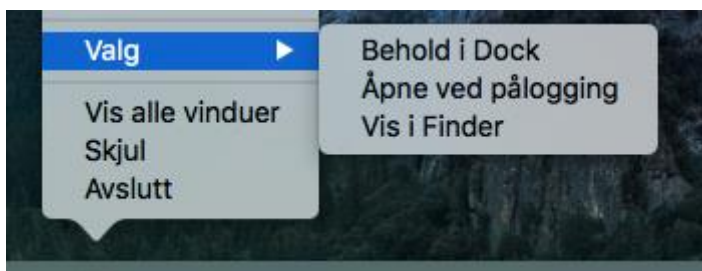 Valg
Behold i Dock
Åpne ved pålogging
Vis i Finder
Vis alle vinduer
Skjul
Avslutt